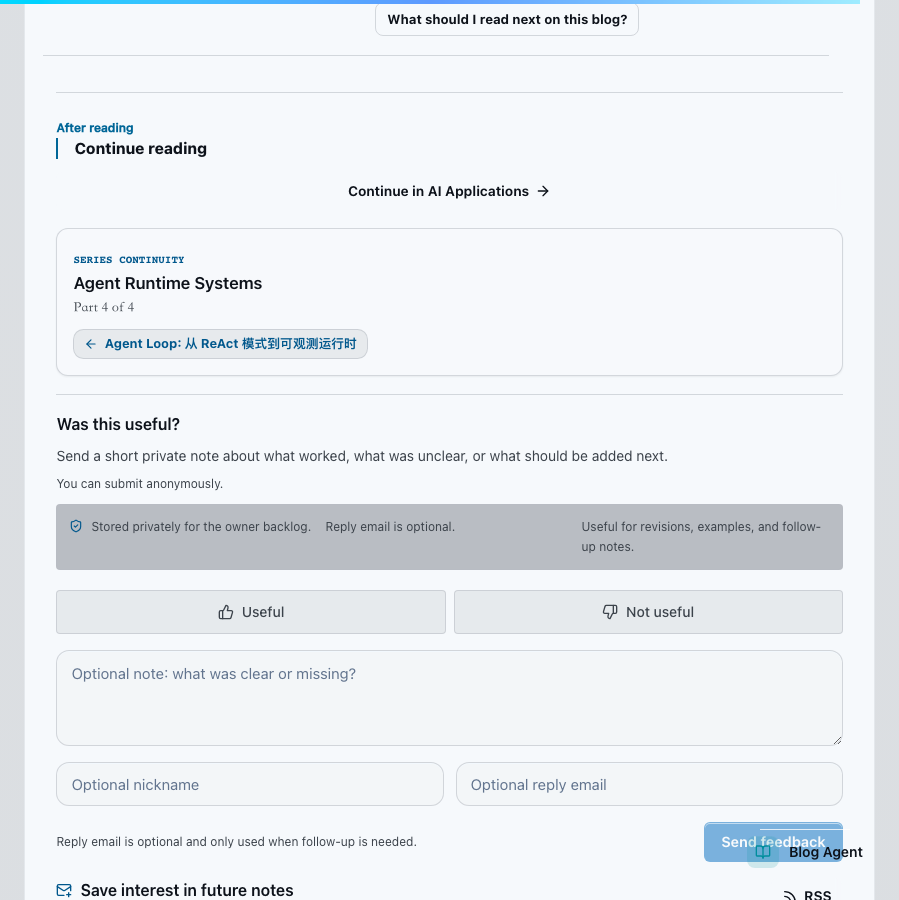 What should I read next on this blog?
After reading
Continue reading
Continue in AI Applications →
SERIES CONTINUITY
Agent Runtime Systems
Part 4 of 4
← Agent Loop: 从 ReAct 模式到可观测运行时
Was this useful?
Send a short private note about what worked, what was unclear, or what should be added next.
You can submit anonymously.
Stored privately for the owner backlog.
Reply email is optional.
Useful for revisions, examples, and follow-
up notes.
Useful
Not useful
Optional note: what was clear or missing?
Optional nickname
Optional reply email
Reply email is optional and only used when follow-up is needed.
Send feedback
Blog Agent
Save interest in future notes
RSS